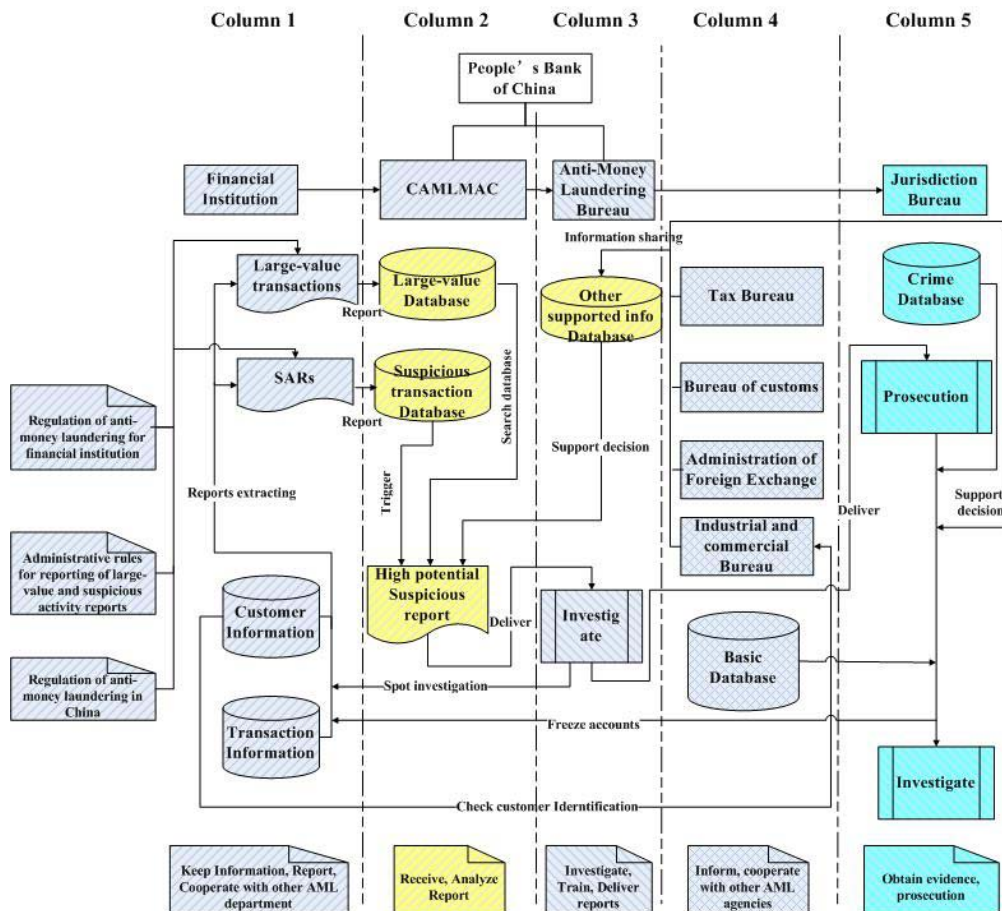 Column 1
Column 2
Column 3
Column 4
Column 5
People’s Bank
of China
Financial
Institution
CAMLMAC
Anti-Money
Laundering
Bureau
Jurisdiction
Bureau
Information sharing
Large-value
transactions
Report
Large-value
Database
Other
supported info
Database
Tax Bureau
Crime
Database
SARs
Report
Suspicious
transaction
Database
Search database
Bureau of customs
Prosecution
Regulation of anti-
money laundering for
financial institution
Support decision
Administration of
Foreign Exchange
Reports extracting
Trigger
Deliver
Support
decision
Industrial and
commercial
Bureau
Administrative rules
for reporting of large-
value and suspicious
activity reports
High potential
Suspicious
report
Customer
Information
Deliver
Investig
ate
Basic
Database
Regulation of anti-
money laundering in
China
Spot investigation
Transaction
Information
Freeze accounts
Investigate
Check customer Iderntification
Keep Information, Report,
Cooperate with other AML
department
Receive, Analyze
Report
Investigate,
Train, Deliver
reports
Inform, cooperate
with other AML
agencies
Obtain evidence,
prosecution